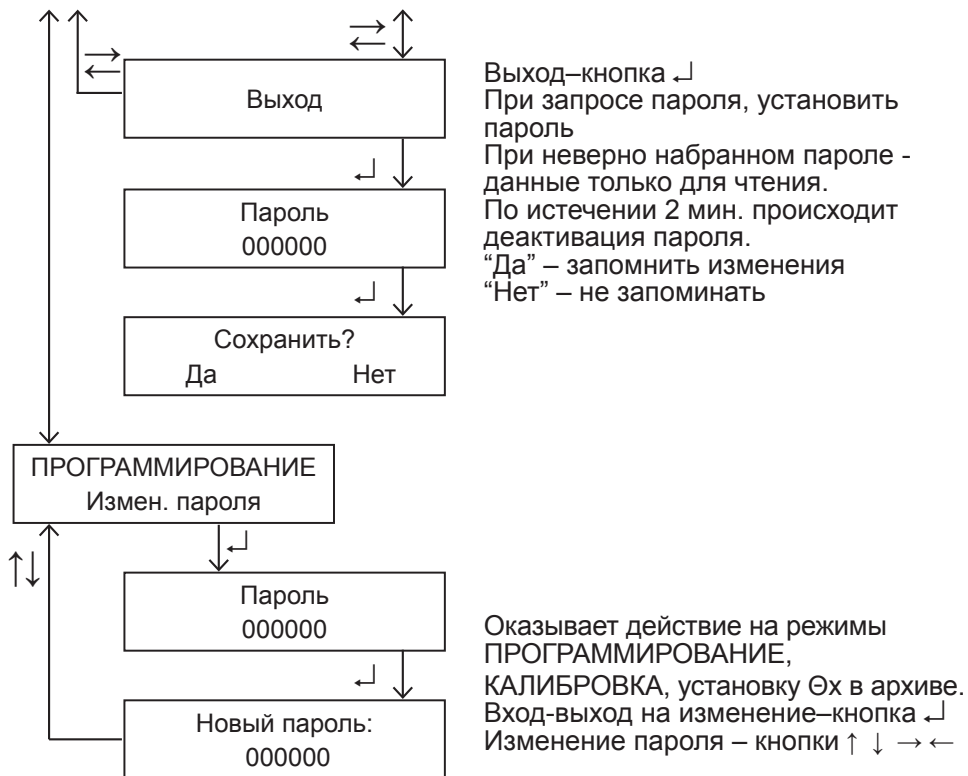 Выход
Выход–кнопка ↵
При запросе пароля, установить
пароль
При неверно набранном пароле -
данные только для чтения.
По истечении 2 мин. происходит
деактивация пароля.
“Да” – запомнить изменения
“Нет” – не запоминать
Пароль
000000
Сохранить?
Да Нет
ПРОГРАММИРОВАНИЕ
Измен. пароля
Пароль
000000
Новый пароль:
000000
Оказывает действие на режимы
ПРОГРАММИРОВАНИЕ,
КАЛИБРОВКА, установку Θx в архиве.
Вход-выход на изменение–кнопка ↵
Изменение пароля – кнопки ↑ ↓ → ←